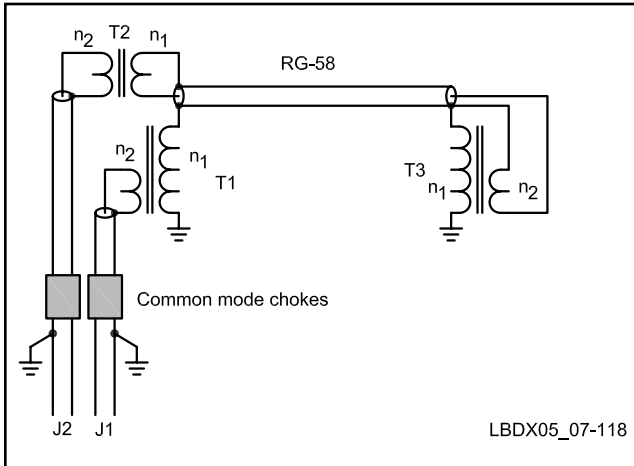 n2 T2 n1
RG-58
n2
n1
T1
T3
n1
n2
Common mode chokes
J2 J1
LBDX05_07-118